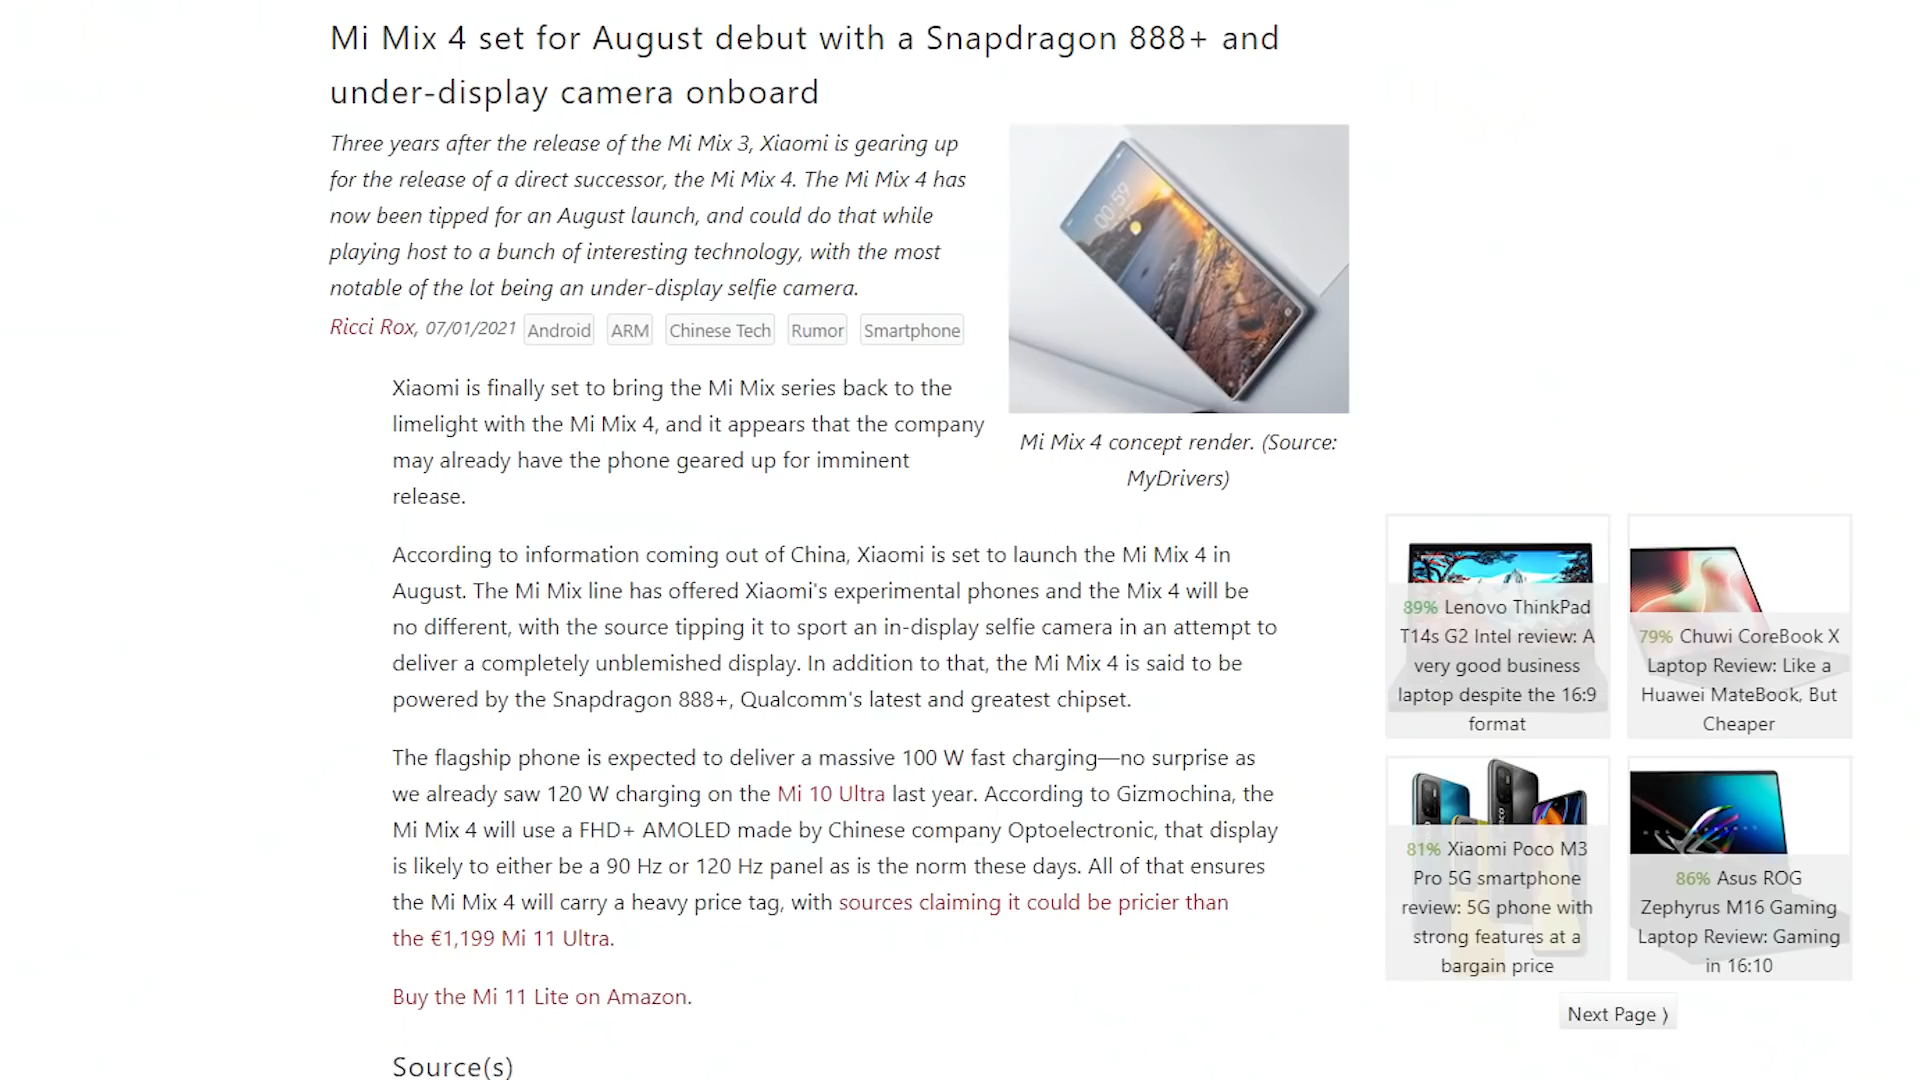 Mi Mix 4 set for August debut with a Snapdragon 888+ and
under-display camera onboard
Three years after the release of the Mi Mix 3, Xiaomi is gearing up
for the release of a direct successor, the Mi Mix 4. The Mi Mix 4 has
now been tipped for an August launch, and could do that while
playing host to a bunch of interesting technology, with the most
notable of the lot being an under-display selfie camera.
Ricci Rox, 07/01/2021 Android ARM Chinese Tech Rumor Smartphone
00:59
Mi Mix 4 concept render. (Source:
MyDrivers)
Xiaomi is finally set to bring the Mi Mix series back to the
limelight with the Mi Mix 4, and it appears that the company
may already have the phone geared up for imminent
release.
According to information coming out of China, Xiaomi is set to launch the Mi Mix 4 in
August. The Mi Mix line has offered Xiaomi's experimental phones and the Mix 4 will be
no different, with the source tipping it to sport an in-display selfie camera in an attempt to
deliver a completely unblemished display. In addition to that, the Mi Mix 4 is said to be
powered by the Snapdragon 888+, Qualcomm's latest and greatest chipset.
The flagship phone is expected to deliver a massive 100 W fast charging—no surprise as
we already saw 120 W charging on the Mi 10 Ultra last year. According to Gizmochina, the
Mi Mix 4 will use a FHD+ AMOLED made by Chinese company Optoelectronic, that display
is likely to either be a 90 Hz or 120 Hz panel as is the norm these days. All of that ensures
the Mi Mix 4 will carry a heavy price tag, with sources claiming it could be pricier than
the €1,199 Mi 11 Ultra.
Buy the Mi 11 Lite on Amazon.
Source(s)
89% Lenovo ThinkPad
T14s G2 Intel review: A
very good business
laptop despite the 16:9
format
79% Chuwi CoreBook X
Laptop Review: Like a
Huawei MateBook, But
Cheaper
81% Xiaomi Poco M3
Pro 5G smartphone
review: 5G phone with
strong features at a
bargain price
86% Asus ROG
Zephyrus M16 Gaming
Laptop Review: Gaming
in 16:10
Next Page ⟩